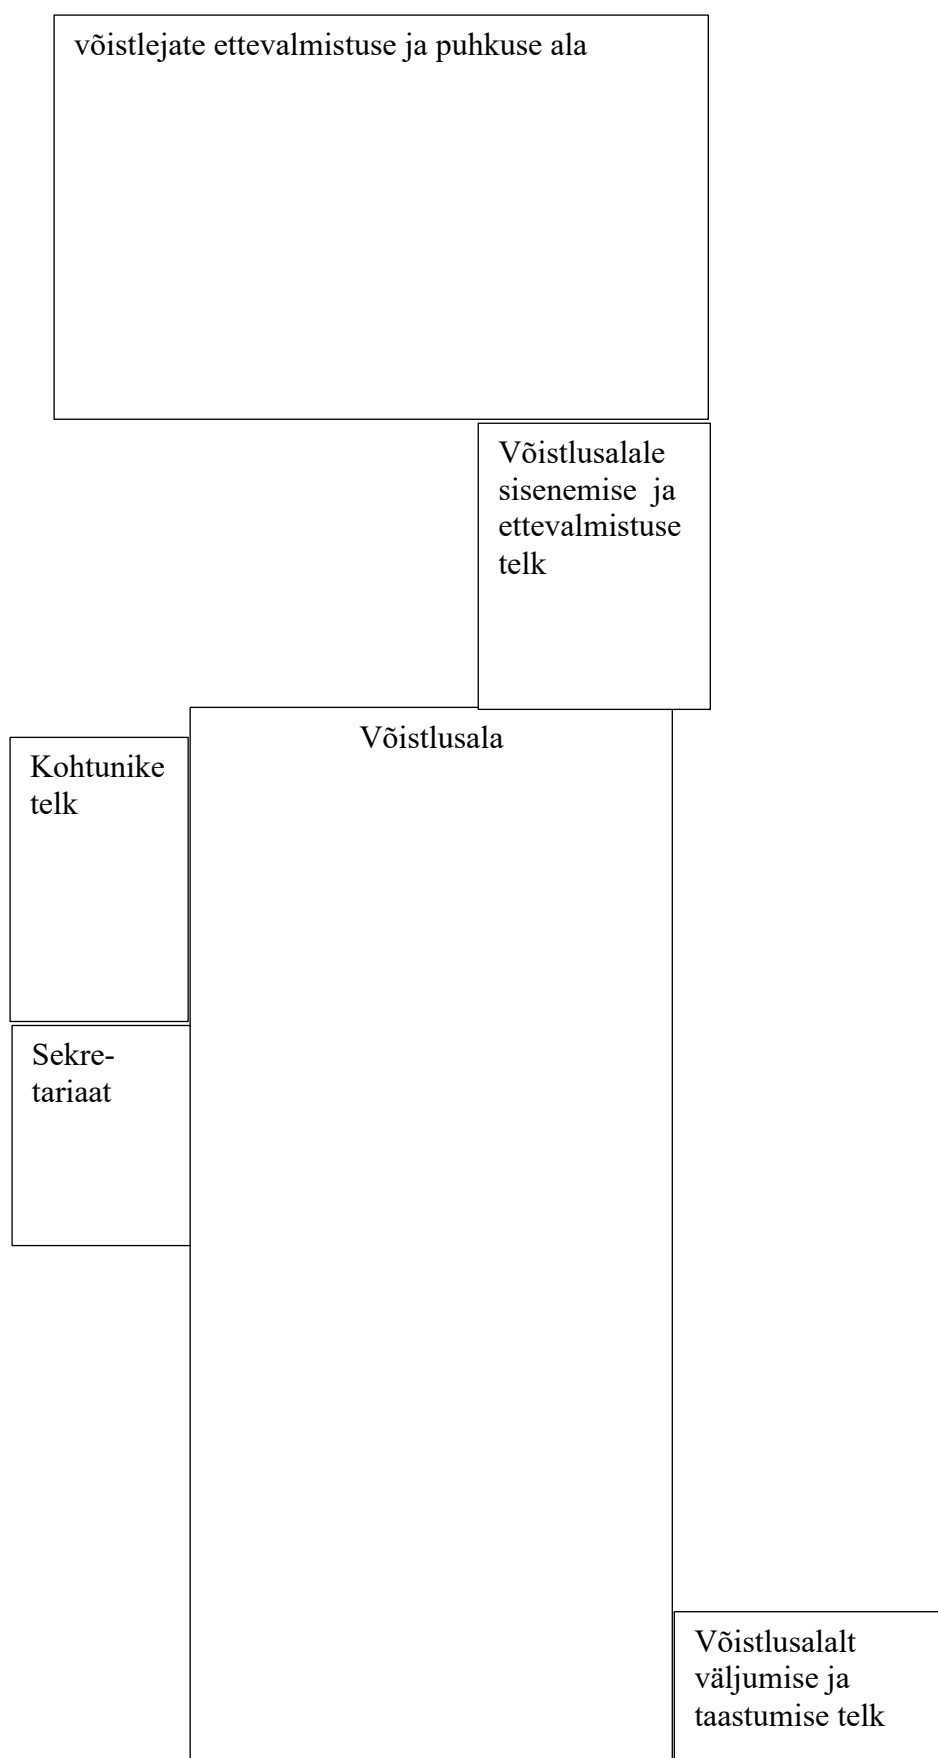 võistlejate ettevalmistuse ja puhkuse ala
Võistlusalale
sisenemise ja
ettevalmistuse
telk
Võistlusala
Kohtunike
telk
Sekre-
tariaat
Võistlusalalt
väljumise ja
taastumise telk